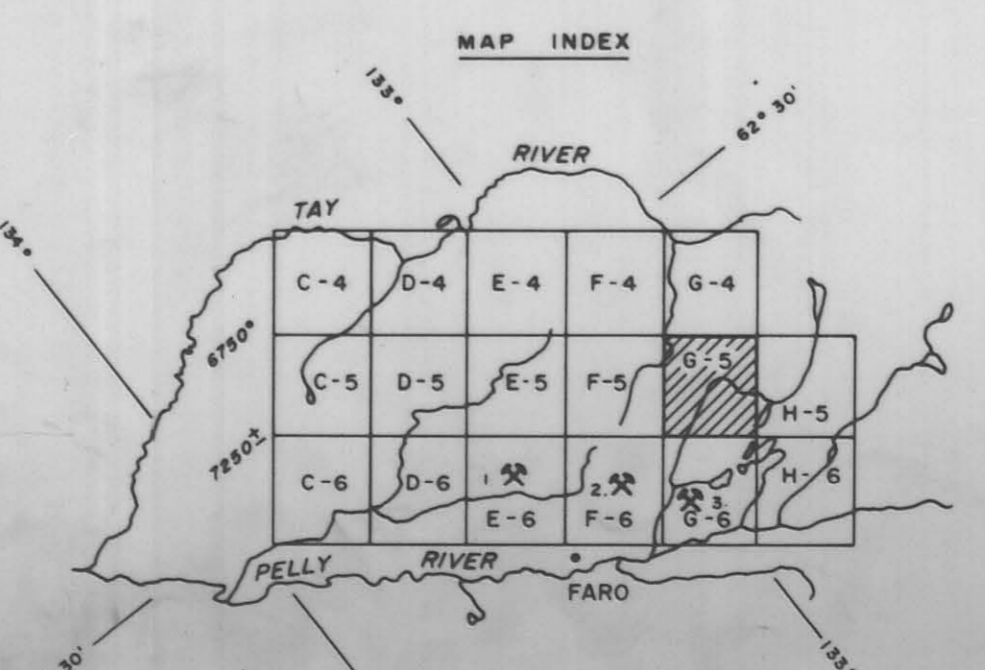 MAP INDEX
133°
62° 30'
RIVER
TAY
134°
C-4 D-4 E-4 F-4 G-4
6750°
G-5
C-5 D-5 E-5 F-5
H-5
7250±
C-6 D-6 1 2. H-6
3.
E-6 F-6 G-6
PELLY RIVER
FARO
30'
133°